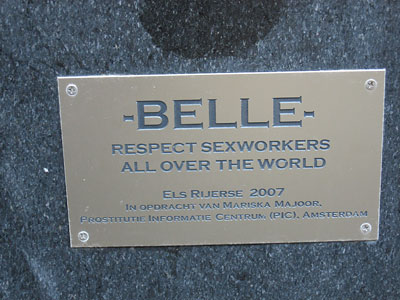 -BELLE-
RESPECT SEXWORKERS
ALL OVER THE WORLD
ELS RIJERSE 2007
IN OPDRACHT VAN MARISKA MAJOOR,
PROSTITUTIE INFORMATIE CENTRUM (PIC), AMSTERDAM